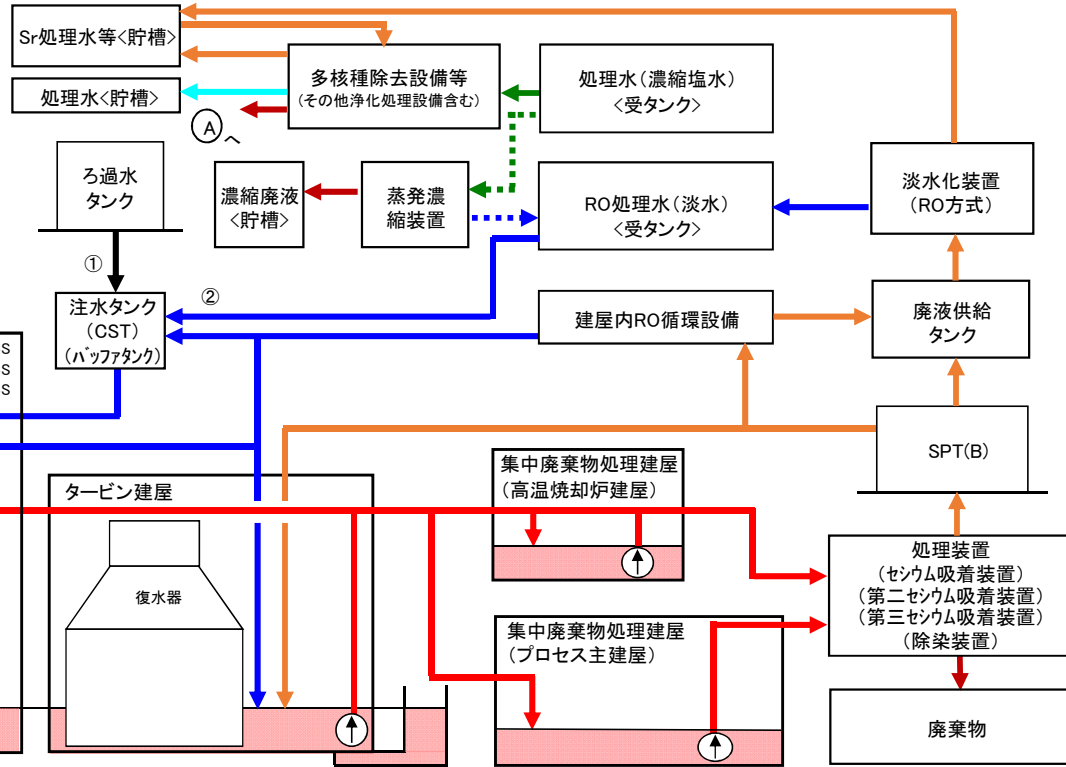 Sr処理水等<貯槽>
処理水<貯槽>
多核種除去設備等
(その他浄化処理設備含む)
処理水(濃縮塩水)
<受タンク>
A
へ
ろ過水
タンク
濃縮廃液
<貯槽>
蒸発濃
縮装置
RO処理水(淡水)
<受タンク>
淡水化装置
(RO方式)
①
②
注水タンク
(CST)
(バッファタンク)
建屋内RO循環設備
廃液供給
タンク
S
S
S
SPT(B)
タービン建屋
復水器
集中廃棄物処理建屋
(高温焼却炉建屋)
集中廃棄物処理建屋
(プロセス主建屋)
処理装置
(セシウム吸着装置)
(第二セシウム吸着装置)
(第三セシウム吸着装置)
(除染装置)
廃棄物